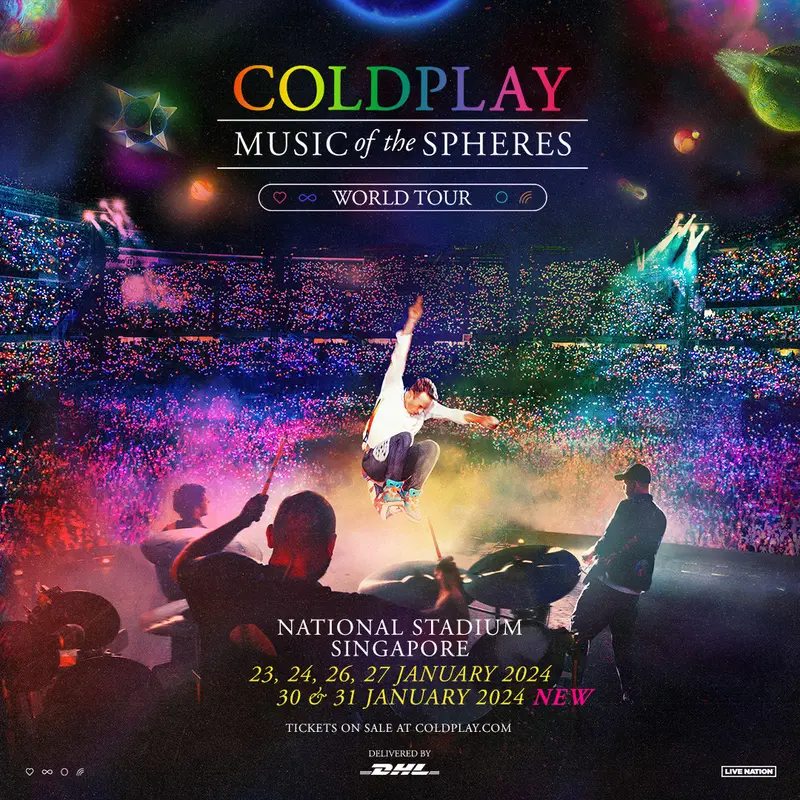 COLDPLAY
MUSIC of the SPHERES
WORLD TOUR
NATIONAL STADIUM
SINGAPORE
23, 24, 26, 27 JANUARY 2024
30 & 31 JANUARY 2024 NEW
TICKETS ON SALE AT COLDPLAY.COM
DELIVERED BY
DHL
LIVE NATION